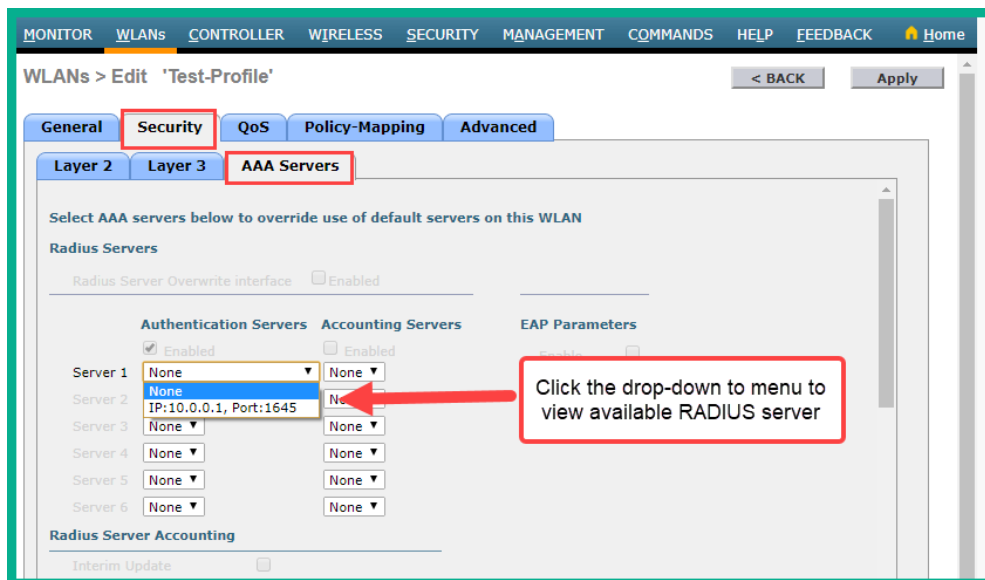 MONITOR WLANs CONTROLLER WIRELESS SECURITY MANAGEMENT COMMANDS HELP FEEDBACK Home
WLANs > Edit 'Test-Profile'
< BACK Apply
General Security QoS Policy-Mapping Advanced
Layer 2 Layer 3 AAA Servers
Select AAA servers below to override use of default servers on this WLAN
Radius Servers
Radius Server Overwrite interface Enabled
Authentication Servers Accounting Servers EAP Parameters
Enabled Enabled Enable
Server 1 None None
None
IP:10.0.0.1, Port:1645
Server 2
Server 3 None None
Server 4 None None
Server 5 None None
Server 6 None None
Click the drop-down to menu to
view available RADIUS server
Radius Server Accounting
Interim Update